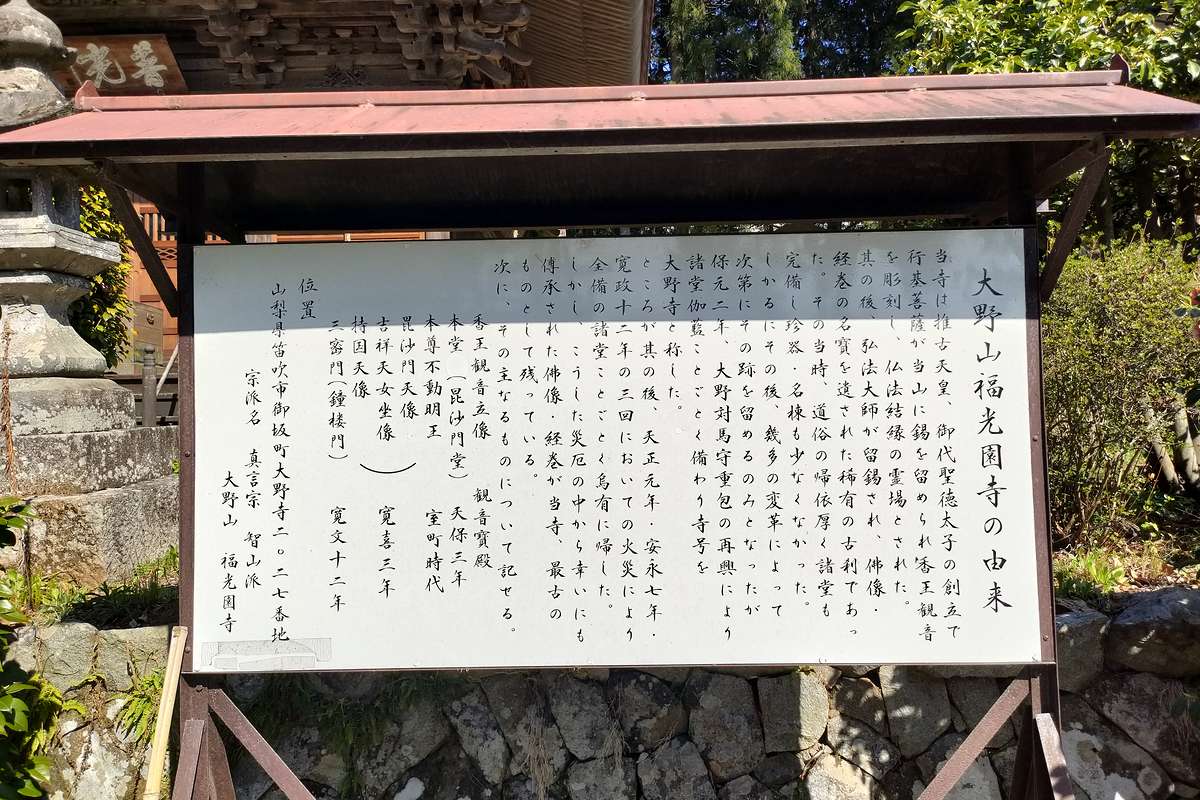 大野山福光園寺の由来
当寺は推古天皇、御代聖徳太子の創立で
行基菩薩が当山に錫を留められ香王観音
を彫刻し、仏法結縁の霊場とされた。
其の後、弘法大師が留錫され、佛像・
経巻の名寶を遺された稀有の古刹であっ
た。その当時、道俗の帰依厚く諸堂も
完備し珍器・名棟も少なくなかった。
しかるにその後、幾多の変革によって
次第にその跡を留めるのみとなったが
保元二年、大野対馬守重包の再興により
諸堂伽藍ことごとく備わり寺号を
大野寺と称した。
ところが其の後、天正元年・安永七年・
寛政十二年の三回においての火災により
全備の諸堂ことごとく烏有に帰した。
しかし、こうした災厄の中から幸いにも
傳承された佛像・経巻が当寺、最古の
ものとして残っている。
次に、その主なるものについて記せる。
香王観音立像 観音寶殿
本堂（毘沙門堂） 天保三年
本尊不動明王 室町時代
毘沙門天像
吉祥天女坐像 寛喜三年
持国天像
三密門（鐘楼門） 寛文十二年
位置
山梨県笛吹市御坂町大野寺二〇二七番地
宗派名 真言宗 智山派
大野山 福光園寺